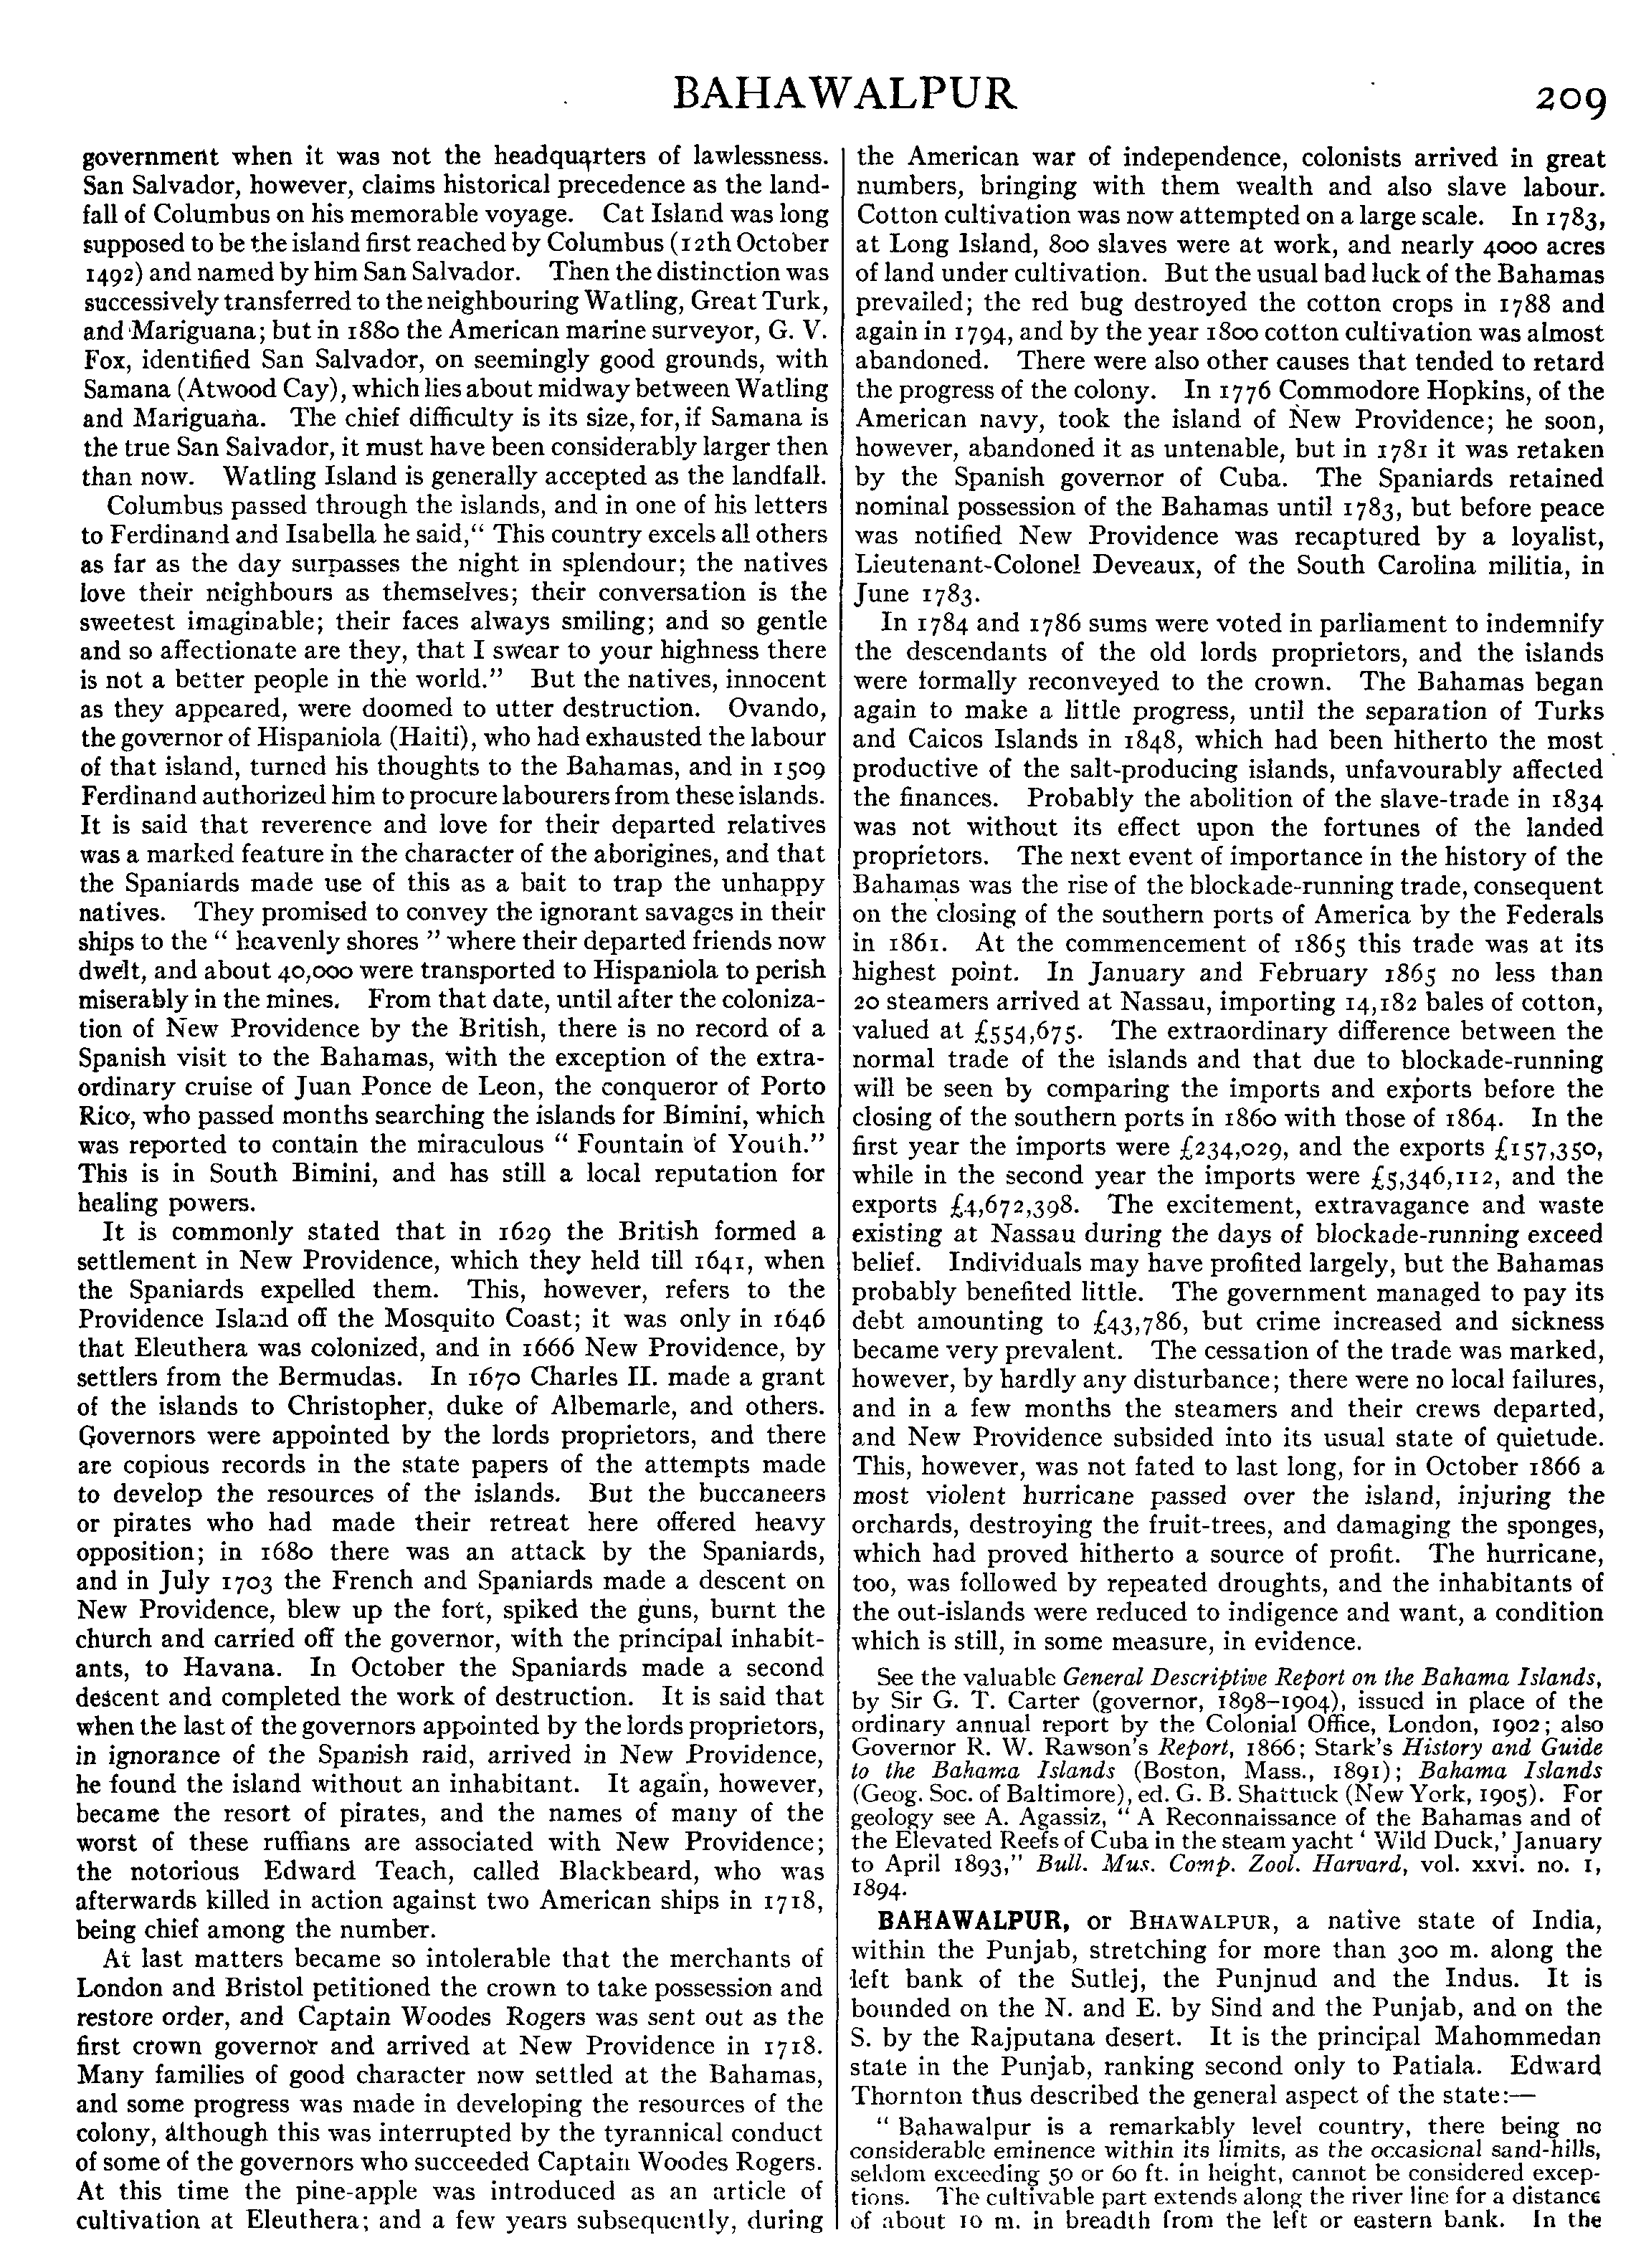 BAHAWALPUR
209
government when it was not the headquarters of lawlessness.
San Salvador, however, claims historical precedence as the land-
fall of Columbus on his memorable voyage. Cat Island was long
supposed to be the island first reached by Columbus (12th October
1492) and named by him San Salvador. Then the distinction was
successively transferred to the neighbouring Watling, Great Turk,
and Mariguana; but in 1880 the American marine surveyor, G. V.
Fox, identified San Salvador, on seemingly good grounds, with
Samana (Atwood Cay), which lies about midway between Watling
and Mariguana. The chief difficulty is its size, for, if Samana is
the true San Salvador, it must have been considerably larger then
than now. Watling Island is generally accepted as the landfall.
Columbus passed through the islands, and in one of his letters
to Ferdinand and Isabella he said, “ This country excels all others
as far as the day surpasses the night in splendour; the natives
love their neighbours as themselves; their conversation is the
sweetest imaginable; their faces always smiling; and so gentle
and so affectionate are they, that I swear to your highness there
is not a better people in the world.” But the natives, innocent
as they appeared, were doomed to utter destruction. Ovando,
the governor of Hispaniola (Haiti), who had exhausted the labour
of that island, turned his thoughts to the Bahamas, and in 1509
Ferdinand authorized him to procure labourers from these islands.
It is said that reverence and love for their departed relatives
was a marked feature in the character of the aborigines, and that
the Spaniards made use of this as a bait to trap the unhappy
natives. They promised to convey the ignorant savages in their
ships to the “ heavenly shores ” where their departed friends now
dwelt, and about 40,000 were transported to Hispaniola to perish
miserably in the mines. From that date, until after the coloniza-
tion of New Providence by the British, there is no record of a
Spanish visit to the Bahamas, with the exception of the extra-
ordinary cruise of Juan Ponce de Leon, the conqueror of Porto
Rico, who passed months searching the islands for Bimini, which
was reported to contain the miraculous “ Fountain of Youth.”
This is in South Bimini, and has still a local reputation for
healing powers.
It is commonly stated that in 1629 the British formed a
settlement in New Providence, which they held till 1641, when
the Spaniards expelled them. This, however, refers to the
Providence Island off the Mosquito Coast; it was only in 1646
that Eleuthera was colonized, and in 1666 New Providence, by
settlers from the Bermudas. In 1670 Charles II. made a grant
of the islands to Christopher, duke of Albemarle, and others.
Governors were appointed by the lords proprietors, and there
are copious records in the state papers of the attempts made
to develop the resources of the islands. But the buccaneers
or pirates who had made their retreat here offered heavy
opposition; in 1680 there was an attack by the Spaniards,
and in July 1703 the French and Spaniards made a descent on
New Providence, blew up the fort, spiked the guns, burnt the
church and carried off the governor, with the principal inhabit-
ants, to Havana. In October the Spaniards made a second
descent and completed the work of destruction. It is said that
when the last of the governors appointed by the lords proprietors,
in ignorance of the Spanish raid, arrived in New Providence,
he found the island without an inhabitant. It again, however,
became the resort of pirates, and the names of many of the
worst of these ruffians are associated with New Providence;
the notorious Edward Teach, called Blackbeard, who was
afterwards killed in action against two American ships in 1718,
being chief among the number.
At last matters became so intolerable that the merchants of
London and Bristol petitioned the crown to take possession and
restore order, and Captain Woodes Rogers was sent out as the
first crown governor and arrived at New Providence in 1718.
Many families of good character now settled at the Bahamas,
and some progress was made in developing the resources of the
colony, although this was interrupted by the tyrannical conduct
of some of the governors who succeeded Captain Woodes Rogers.
At this time the pine-apple was introduced as an article of
cultivation at Eleuthera; and a few years subsequently, during
the American war of independence, colonists arrived in great
numbers, bringing with them wealth and also slave labour.
Cotton cultivation was now attempted on a large scale. In 1783,
at Long Island, 800 slaves were at work, and nearly 4000 acres
of land under cultivation. But the usual bad luck of the Bahamas
prevailed; the red bug destroyed the cotton crops in 1788 and
again in 1794, and by the year 1800 cotton cultivation was almost
abandoned. There were also other causes that tended to retard
the progress of the colony. In 1776 Commodore Hopkins, of the
American navy, took the island of New Providence; he soon,
however, abandoned it as untenable, but in 1781 it was retaken
by the Spanish governor of Cuba. The Spaniards retained
nominal possession of the Bahamas until 1783, but before peace
was notified New Providence was recaptured by a loyalist,
Lieutenant-Colonel Deveaux, of the South Carolina militia, in
June 1783.
In 1784 and 1786 sums were voted in parliament to indemnify
the descendants of the old lords proprietors, and the islands
were formally reconveyed to the crown. The Bahamas began
again to make a little progress, until the separation of Turks
and Caicos Islands in 1848, which had been hitherto the most
productive of the salt-producing islands, unfavourably affected
the finances. Probably the abolition of the slave-trade in 1834
was not without its effect upon the fortunes of the landed
proprietors. The next event of importance in the history of the
Bahamas was the rise of the blockade-running trade, consequent
on the closing of the southern ports of America by the Federals
in 1861. At the commencement of 1865 this trade was at its
highest point. In January and February 1865 no less than
20 steamers arrived at Nassau, importing 14,182 bales of cotton,
valued at £554,675. The extraordinary difference between the
normal trade of the islands and that due to blockade-running
will be seen by comparing the imports and exports before the
closing of the southern ports in 1860 with those of 1864. In the
first year the imports were £234,029, and the exports £157,350,
while in the second year the imports were £5,346,112, and the
exports £4,672,398. The excitement, extravagance and waste
existing at Nassau during the days of blockade-running exceed
belief. Individuals may have profited largely, but the Bahamas
probably benefited little. The government managed to pay its
debt amounting to £43,786, but crime increased and sickness
became very prevalent. The cessation of the trade was marked,
however, by hardly any disturbance; there were no local failures,
and in a few months the steamers and their crews departed,
and New Providence subsided into its usual state of quietude.
This, however, was not fated to last long, for in October 1866 a
most violent hurricane passed over the island, injuring the
orchards, destroying the fruit-trees, and damaging the sponges,
which had proved hitherto a source of profit. The hurricane,
too, was followed by repeated droughts, and the inhabitants of
the out-islands were reduced to indigence and want, a condition
which is still, in some measure, in evidence.
See the valuable General Descriptive Report on the Bahama Islands,
by Sir G. T. Carter (governor, 1898–1904), issued in place of the
ordinary annual report by the Colonial Office, London, 1902; also
Governor R. W. Rawson’s Report, 1866; Stark’s History and Guide
to the Bahama Islands (Boston, Mass., 1891); Bahama Islands
(Geog. Soc. of Baltimore), ed. G. B. Shattuck (New York, 1905). For
geology see A. Agassiz, “ A Reconnaissance of the Bahamas and of
the Elevated Reefs of Cuba in the steam yacht ‘ Wild Duck,’ January
to April 1893,” Bull. Mus. Comp. Zool. Harvard, vol. xxvi. no. 1,
1894.
BAHAWALPUR, or BHAWALPUR, a native state of India,
within the Punjab, stretching for more than 300 m. along the
left bank of the Sutlej, the Punjnud and the Indus. It is
bounded on the N. and E. by Sind and the Punjab, and on the
S. by the Rajputana desert. It is the principal Mahommedan
state in the Punjab, ranking second only to Patiala. Edward
Thornton thus described the general aspect of the state:—
“ Bahawalpur is a remarkably level country, there being no
considerable eminence within its limits, as the occasional sand-hills,
seldom exceeding 50 or 60 ft. in height, cannot be considered excep-
tions. The cultivable part extends along the river line for a distance
of about 10 m. in breadth from the left or eastern bank. In the